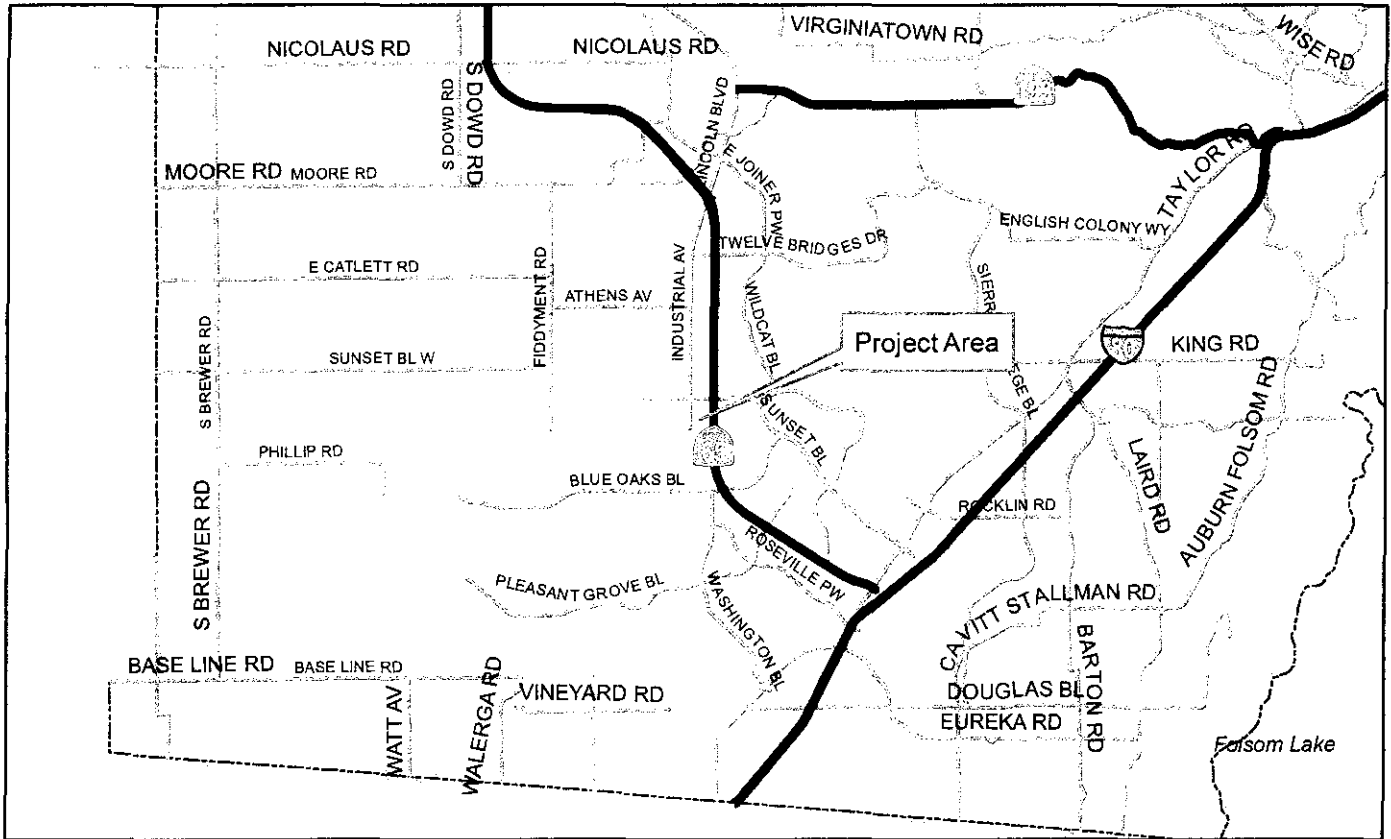 VIRGINIATOWN RD
WISE RD
NICOLAUS RD
NICOLAUS RD
S DOWD RD
S DOWD RD
LINCOLN BLVD
E JOINER PW
TAYLOR RD
MOORE RD
MOORE RD
ENGLISH COLONY WY
TWELVE BRIDGES DR
E CATLETT RD
FIDDYMENT RD
ATHENS AV
INDUSTRIAL AV
WILDCAT BL
S BREWER RD
SUNSET BL W
Project Area
80
KING RD
SUNSET BL
AUBURN FOLSOM RD
PHILLIP RD
LAIRD RD
BLUE OAKS BL
ROCKLIN RD
S BREWER RD
ROSEVILLE PW
PLEASANT GROVE BL
WASHINGTON BL
CAVITT STALLMAN RD
BARTON RD
BASE LINE RD
BASE LINE RD
WATT AV
WALERGA RD
VINEYARD RD
DOUGLAS BL
EUREKA RD
Folsom Lake